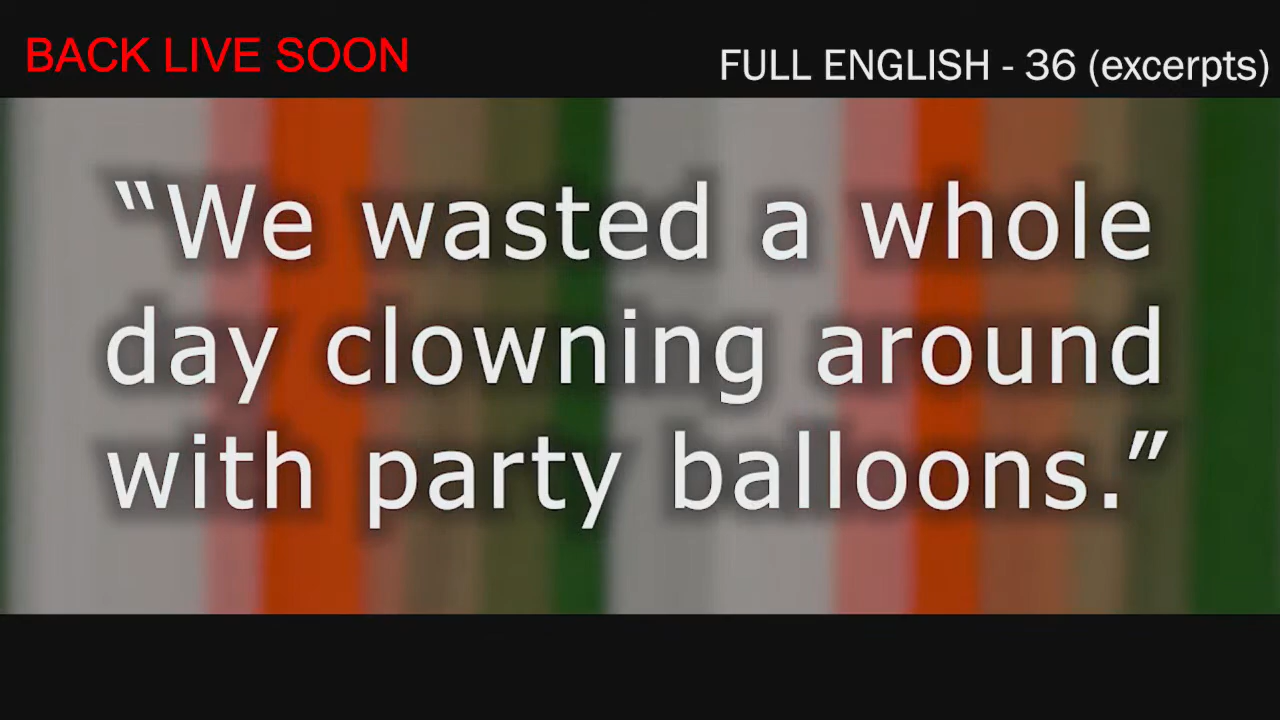 BACK LIVE SOON
FULL ENGLISH - 36 (excerpts)
“We wasted a whole
day clowning around
with party balloons.”